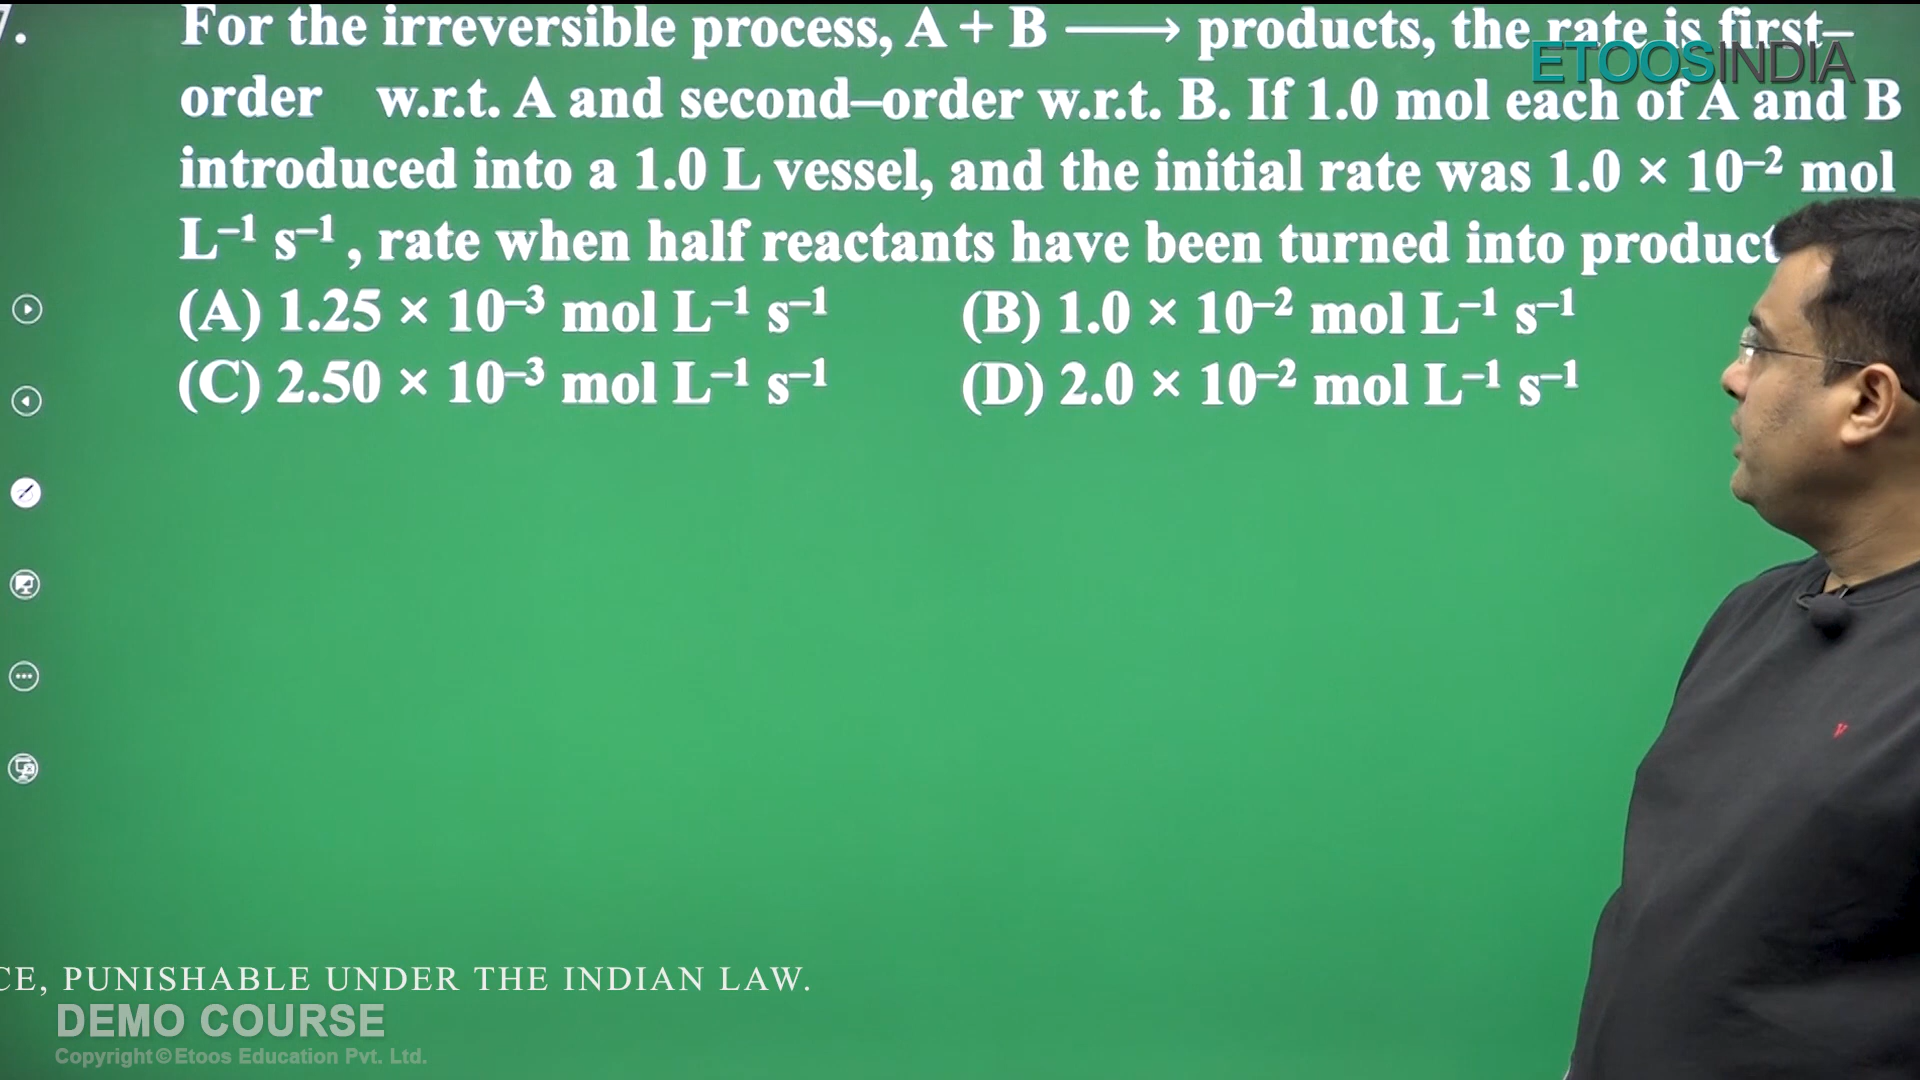 7. For the irreversible process, A + B ⟶ products, the rate is first–
ETOOSINDIA
order w.r.t. A and second–order w.r.t. B. If 1.0 mol each of A and B
introduced into a 1.0 L vessel, and the initial rate was 1.0 × 10⁻² mol
L⁻¹ s⁻¹ , rate when half reactants have been turned into product
(A) 1.25 × 10⁻³ mol L⁻¹ s⁻¹ (B) 1.0 × 10⁻² mol L⁻¹ s⁻¹
(C) 2.50 × 10⁻³ mol L⁻¹ s⁻¹ (D) 2.0 × 10⁻² mol L⁻¹ s⁻¹
CE, PUNISHABLE UNDER THE INDIAN LAW.
DEMO COURSE
Copyright © Etoos Education Pvt. Ltd.